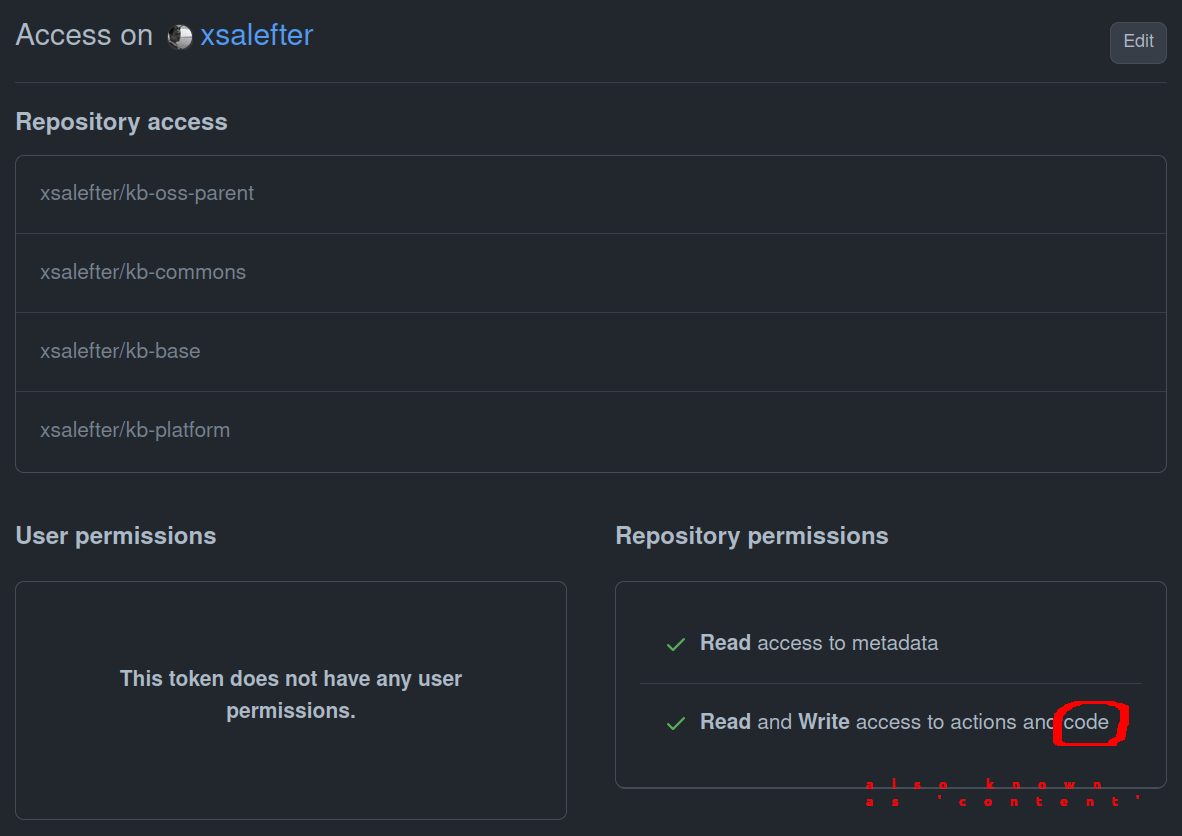 Access on xsalefter
Edit
Repository access
xsalefter/kb-oss-parent
xsalefter/kb-commons
xsalefter/kb-base
xsalefter/kb-platform
User permissions
Repository permissions
This token does not have any user
permissions.
Read access to metadata
Read and Write access to actions and code
also known
as 'content'